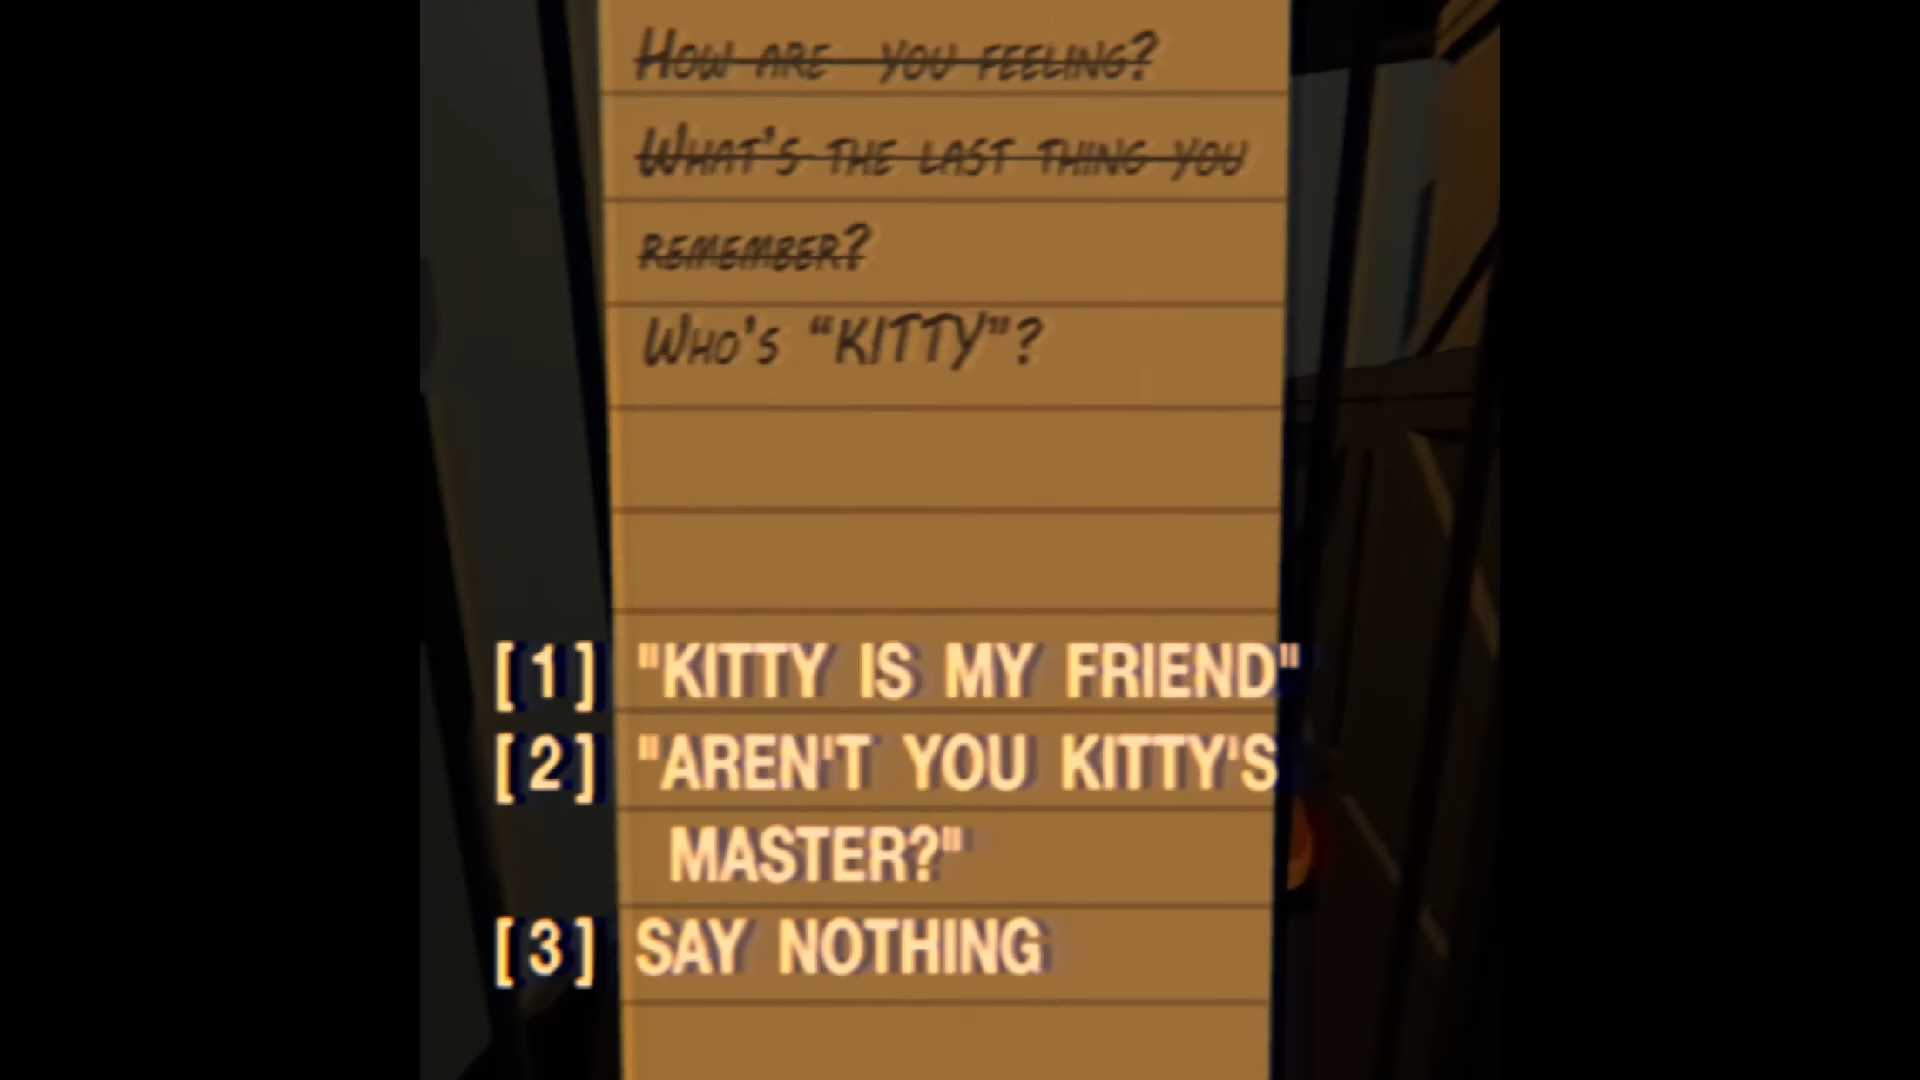 How are you feeling?
What's the last thing you
remember?
Who's “KITTY”?
[1] "KITTY IS MY FRIEND"
[2] "AREN'T YOU KITTY'S
MASTER?"
[3] SAY NOTHING